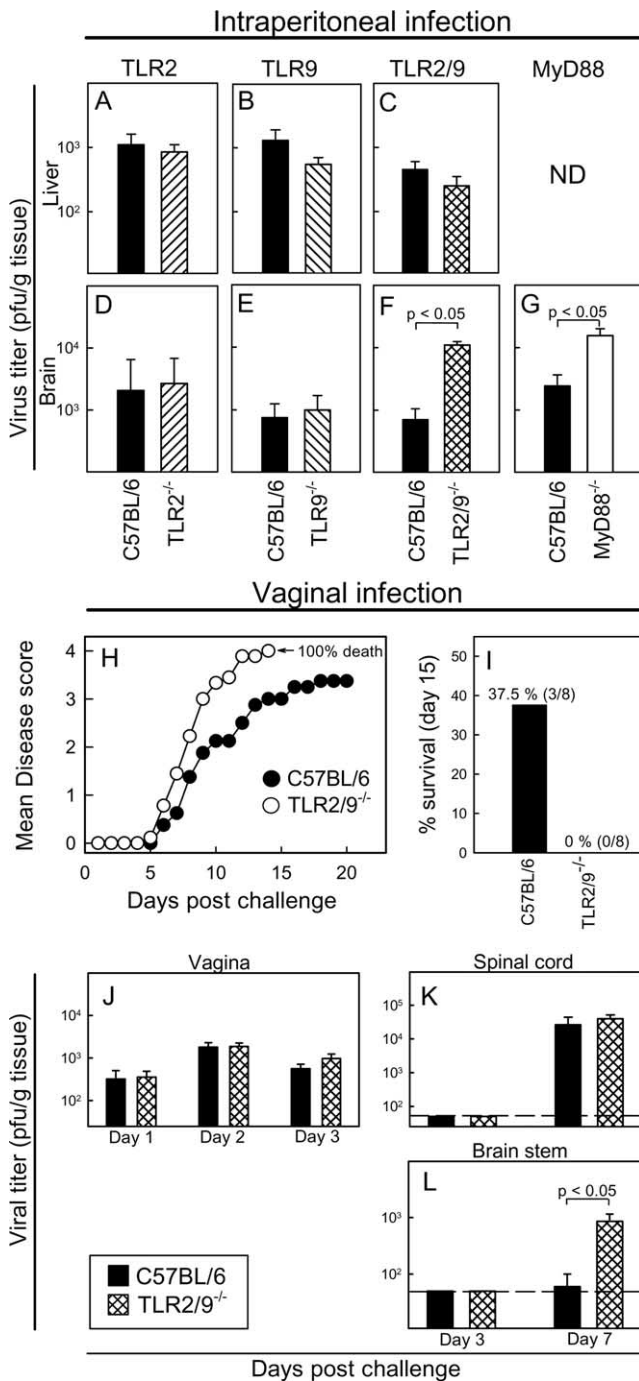 Intraperitoneal infection
TLR2 TLR9 TLR2/9 MyD88
Virus titer (pfu/g tissue)
Liver
A B C
10³
10²
ND
Brain
D E F G
p < 0.05 p < 0.05
10⁴
10³
C57BL/6 TLR2⁻/⁻ C57BL/6 TLR9⁻/⁻ C57BL/6 TLR2/9⁻/⁻ C57BL/6 MyD88⁻/⁻
Vaginal infection
H
Mean Disease score
4
3
2
1
0
100% death
C57BL/6
TLR2/9⁻/⁻
0 5 10 15 20
Days post challenge
I
% survival (day 15)
50
40
30
20
10
0
37.5 % (3/8)
0 % (0/8)
C57BL/6 TLR2/9⁻/⁻
Viral titer (pfu/g tissue)
Vagina
J
10⁴
10³
10²
Day 1 Day 2 Day 3
Spinal cord
K
10⁵
10⁴
10³
10²
Brain stem
L
p < 0.05
10³
10²
Day 3 Day 7
C57BL/6
TLR2/9⁻/⁻
Days post challenge